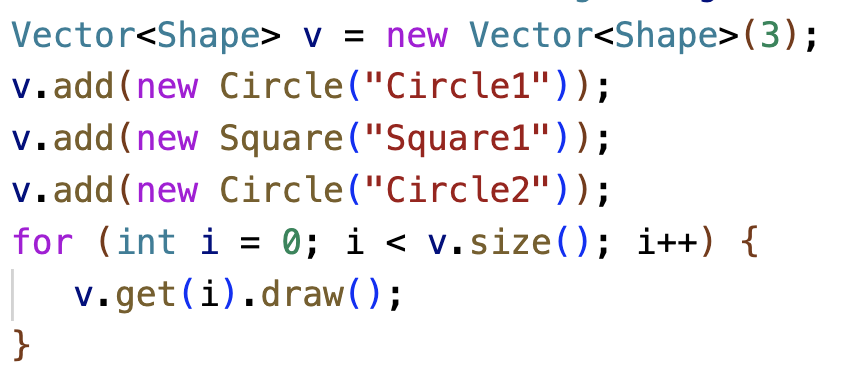 Vector<Shape> v = new Vector<Shape>(3);
v.add(new Circle("Circle1"));
v.add(new Square("Square1"));
v.add(new Circle("Circle2"));
for (int i = 0; i < v.size(); i++) {
   v.get(i).draw();
}